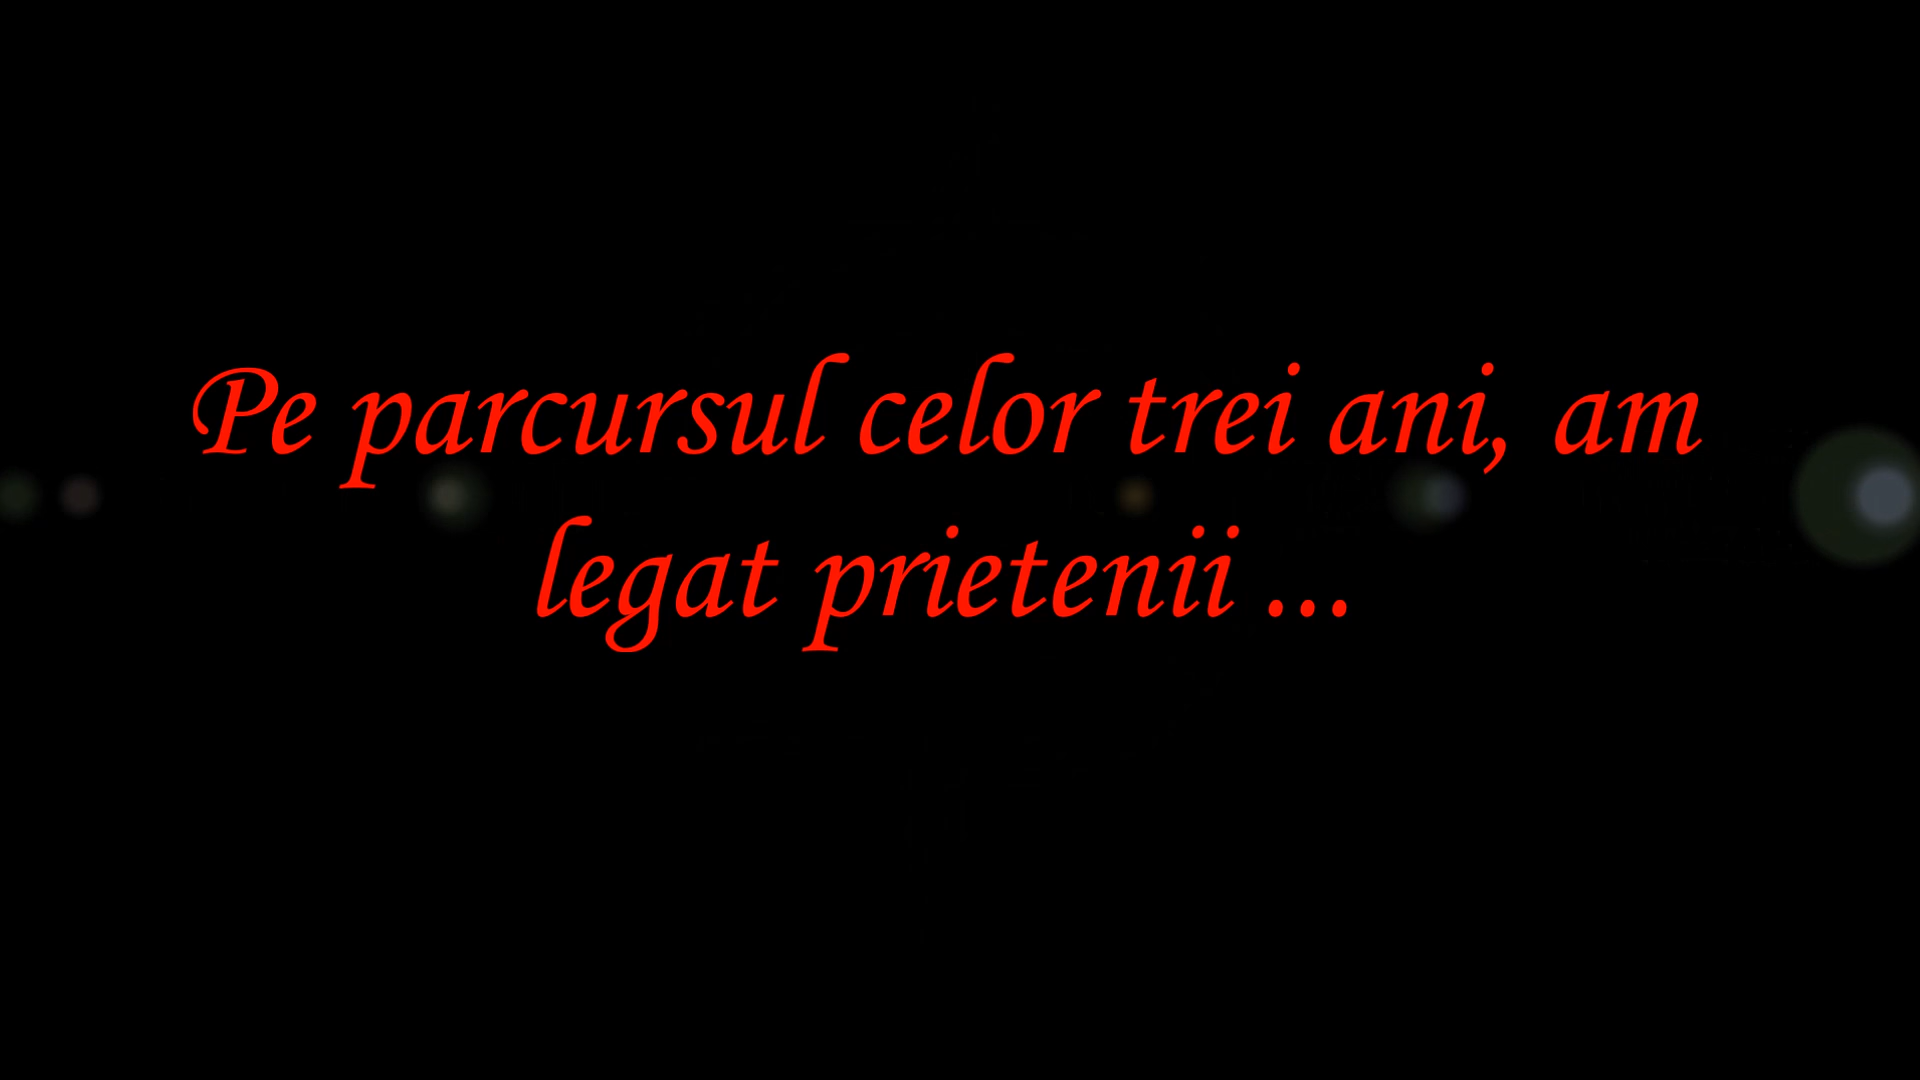 Pe parcursul celor trei ani, am
legat prietenii ...